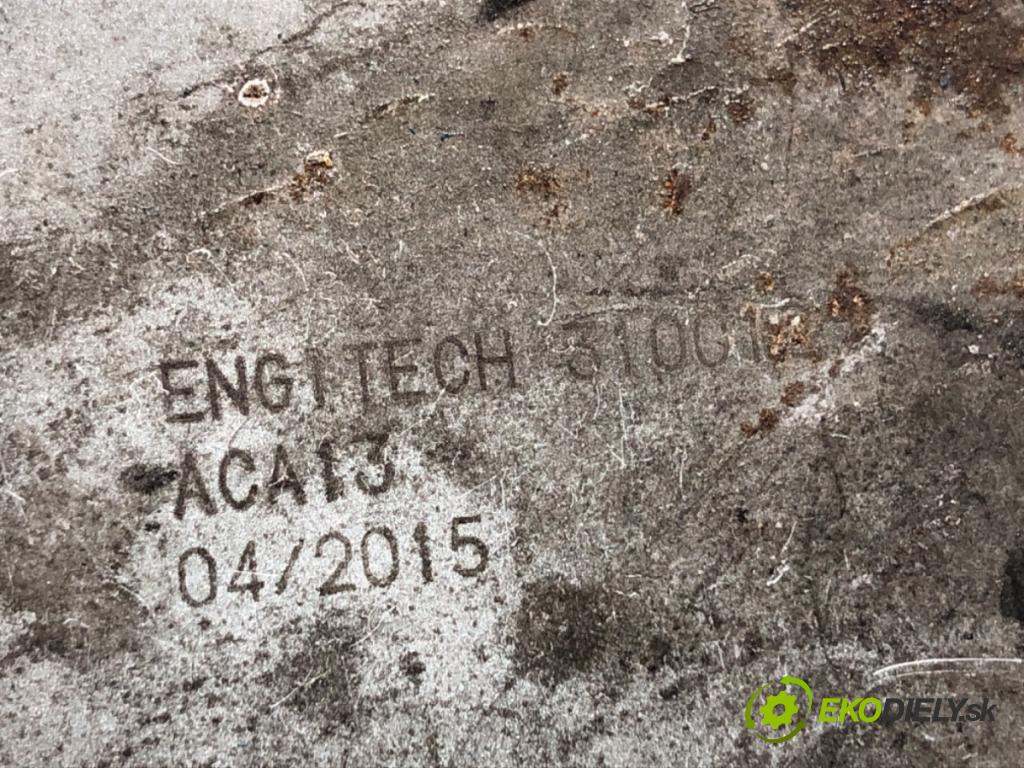 ENGITECH
ACA13
04/2015
EKODIELY.sk